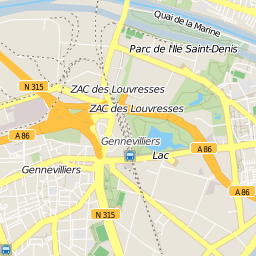 Quai de la Marine
Parc de l'Ile Saint-Denis
N 315
ZAC des Louvresses
ZAC des Louvresses
A 86
A 86
Gennevilliers
Lac
A 86
Gennevilliers
N 315